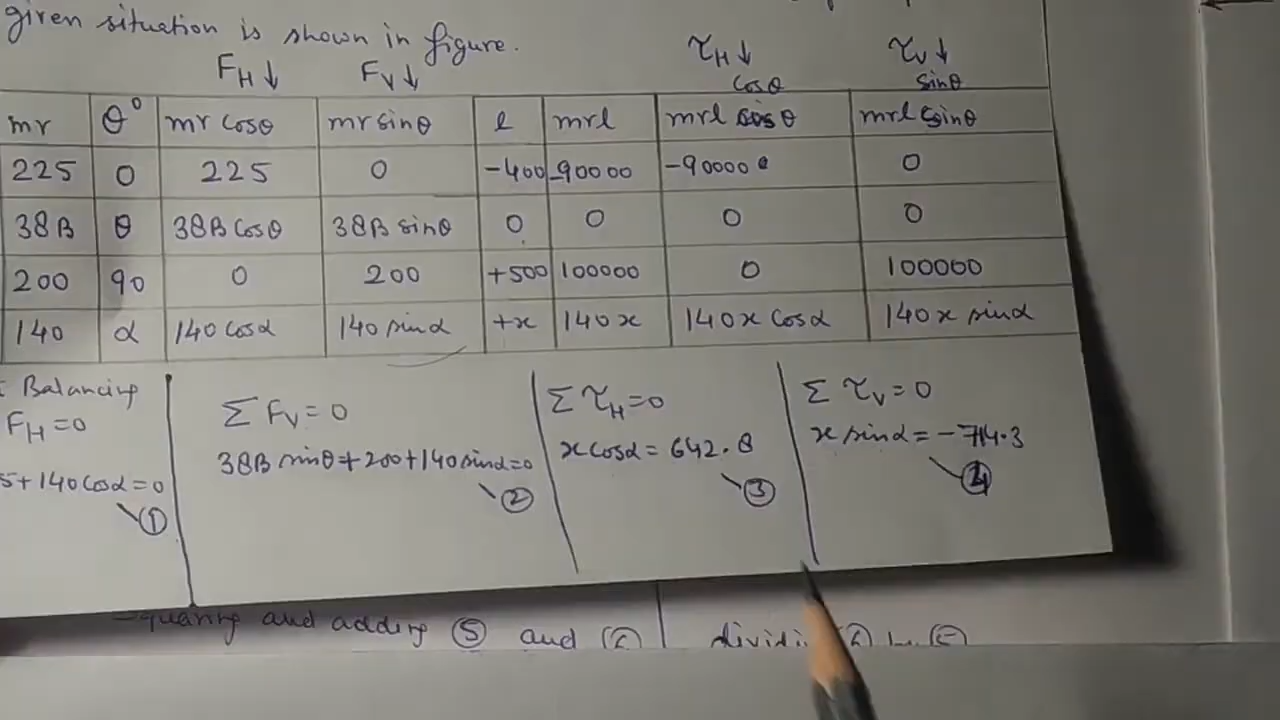 given situation is shown in figure.
F_H↓ F_V↓ τ_H↓ τ_V↓
cosθ sinθ
mr θ° mr cosθ mr sinθ l mrl mrl cosθ mrl sinθ
225 0 225 0 -400 -90000 -90000 0
38B θ 38B cosθ 38B sinθ 0 0 0 0
200 90 0 200 +500 100000 0 100000
140 α 140 cosα 140 sinα +x 140x 140x cosα 140x sinα
Balancing
F_H=0
5+140cosα=0
①
Σ F_V=0
38B sinθ+200+140sinα=0
②
Σ τ_H=0
x cosα=642.8
③
Σ τ_V=0
x sinα=-714.3
④
quaring and adding ⑤ and